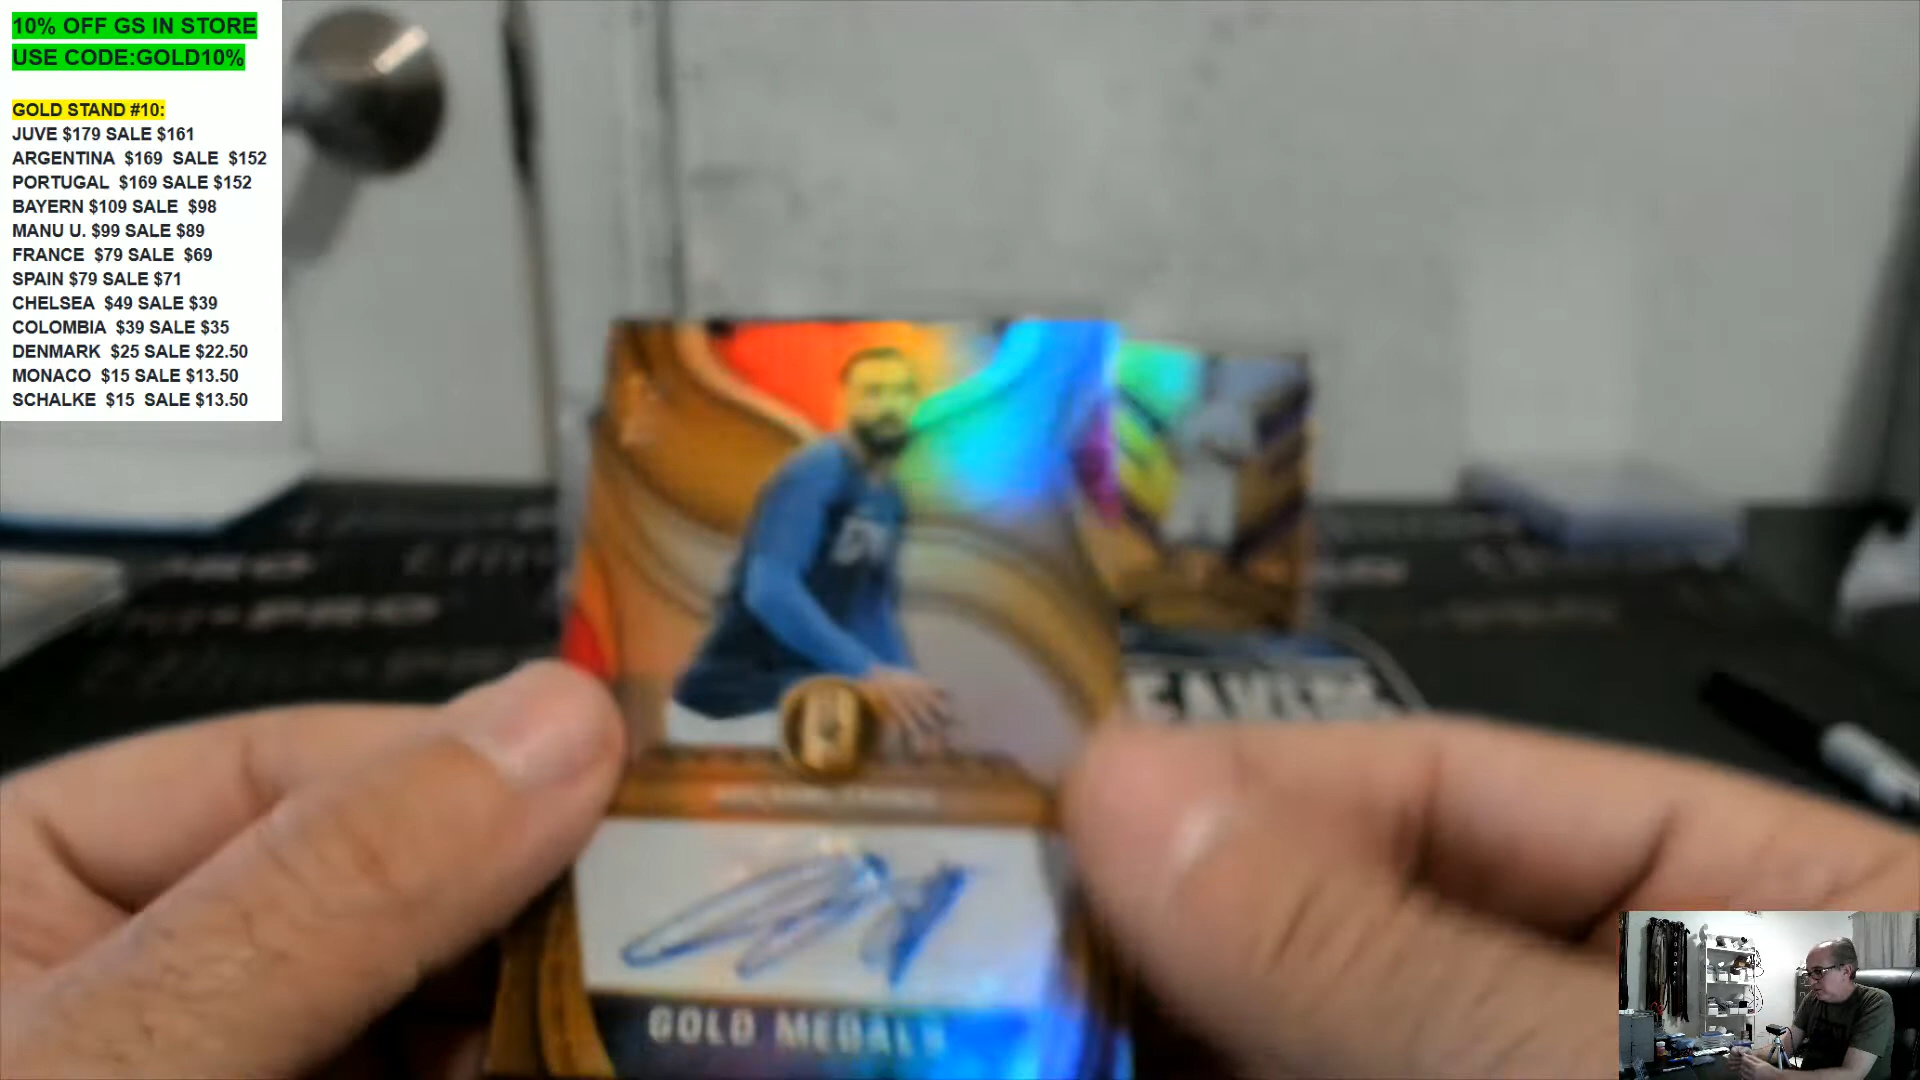 10% OFF GS IN STORE
USE CODE:GOLD10%
GOLD STAND #10:
JUVE $179 SALE $161
ARGENTINA  $169  SALE  $152
PORTUGAL  $169 SALE $152
BAYERN $109 SALE  $98
MANU U. $99 SALE $89
FRANCE  $79 SALE  $69
SPAIN $79 SALE $71
CHELSEA  $49 SALE $39
COLOMBIA  $39 SALE $35
DENMARK  $25 SALE $22.50
MONACO  $15 SALE $13.50
SCHALKE  $15  SALE $13.50
GOLD MEDALS